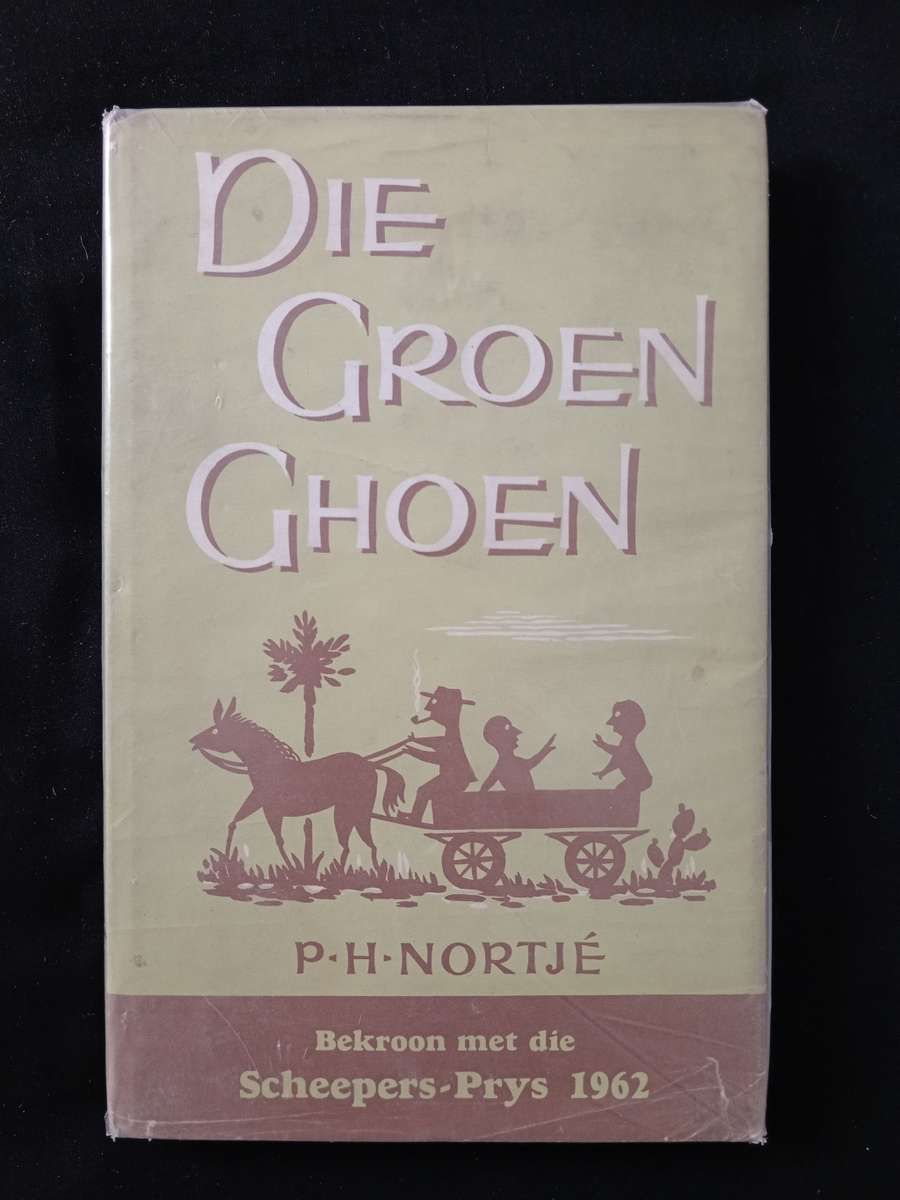 DIE
GROEN
GHOEN
P·H·NORTJÉ
Bekroon met die
Scheepers-Prys 1962